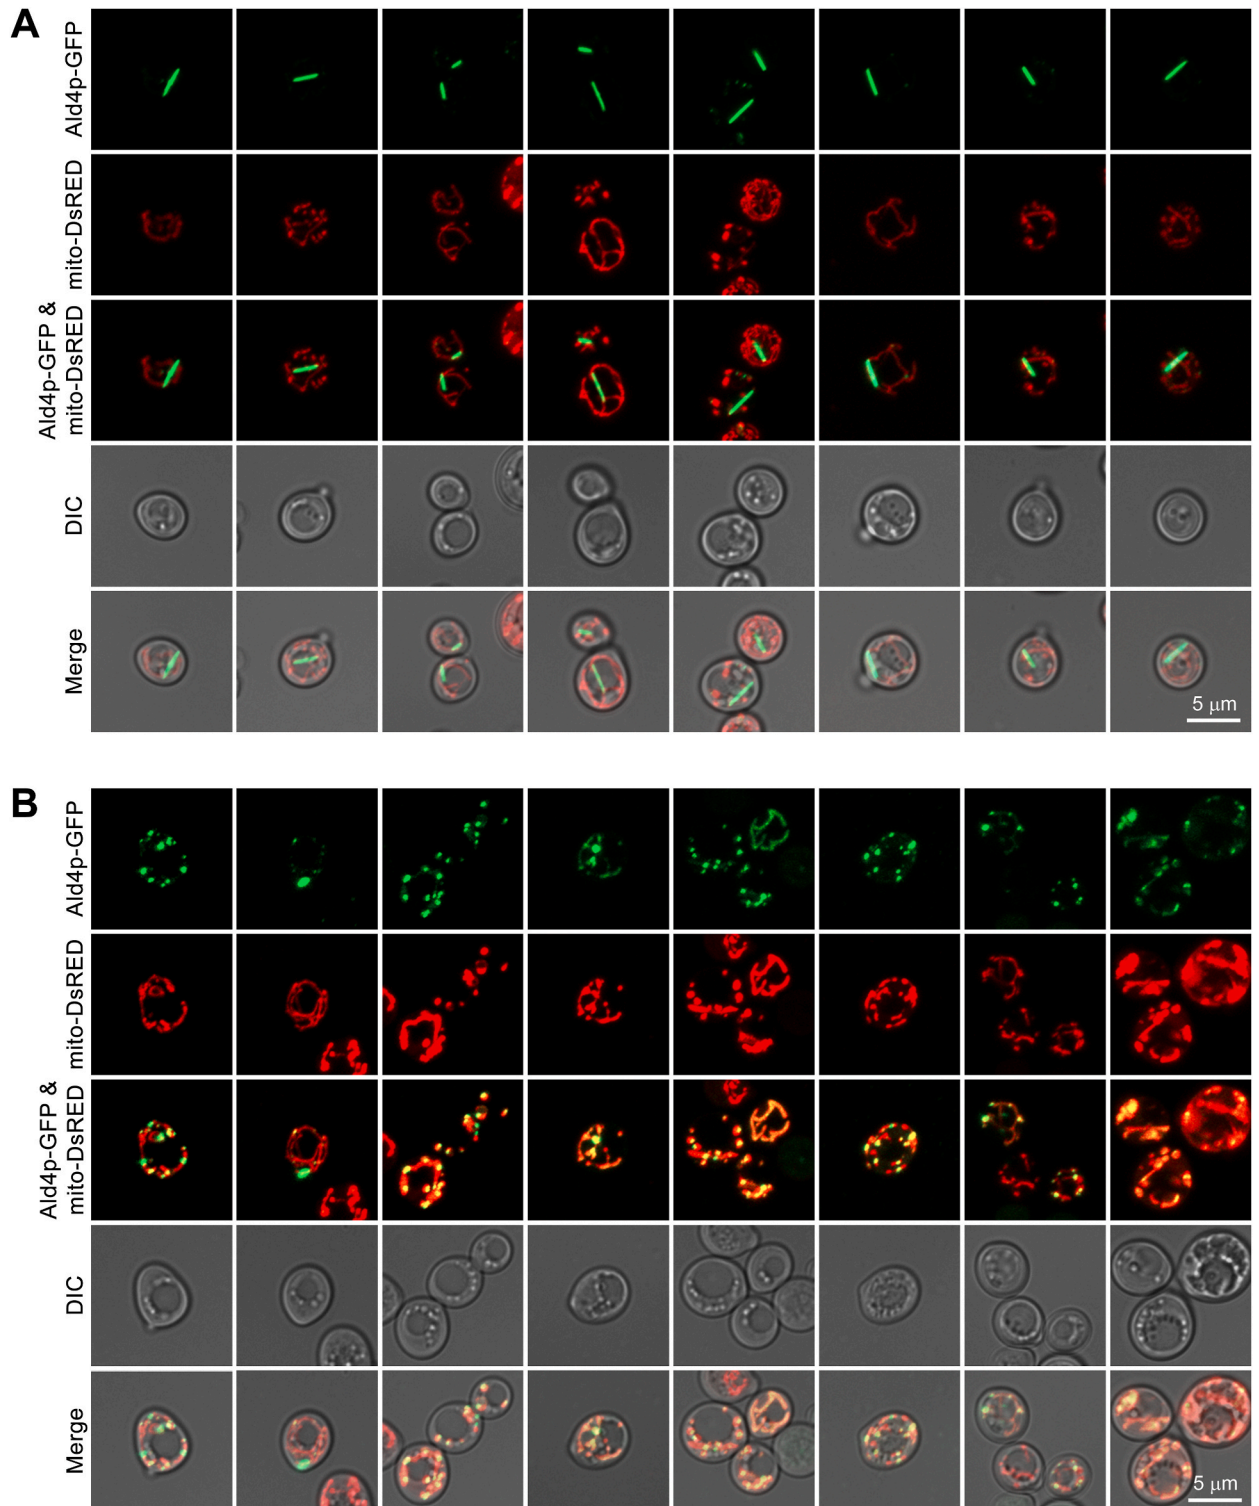 A
Ald4p-GFP
mito-DsRED
Ald4p-GFP &
mito-DsRED
DIC
Merge
5 μm
B
Ald4p-GFP
mito-DsRED
Ald4p-GFP &
mito-DsRED
DIC
Merge
5 μm